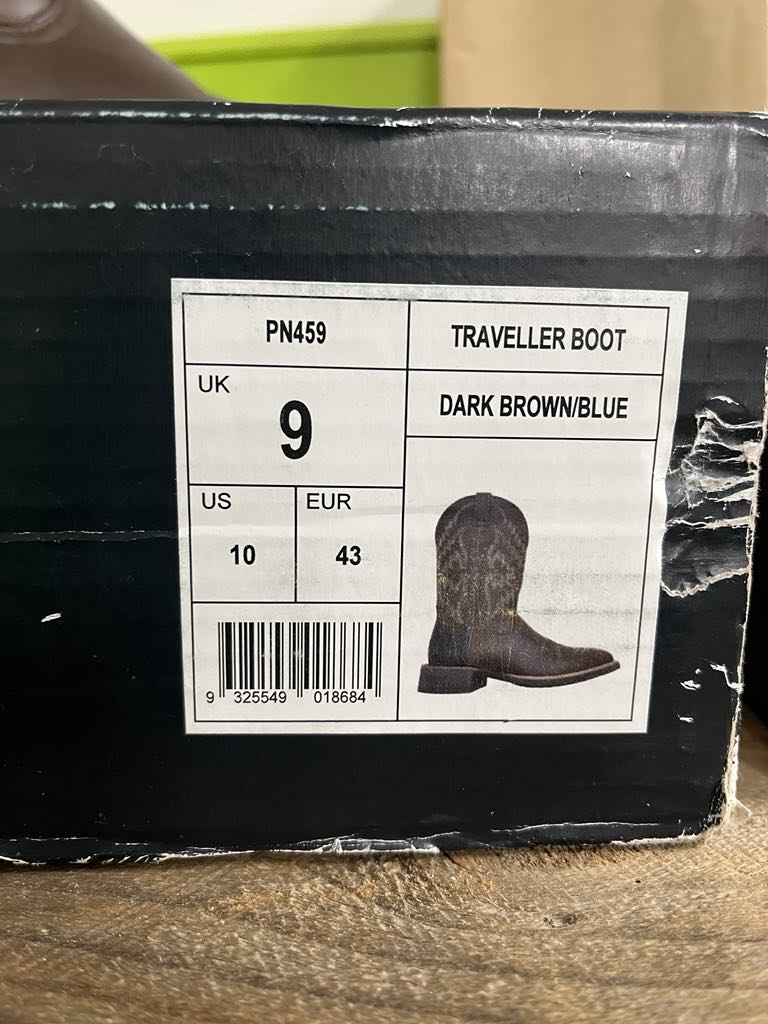 PN459
TRAVELLER BOOT
UK
9
DARK BROWN/BLUE
US
10
EUR
43
9 325549 018684